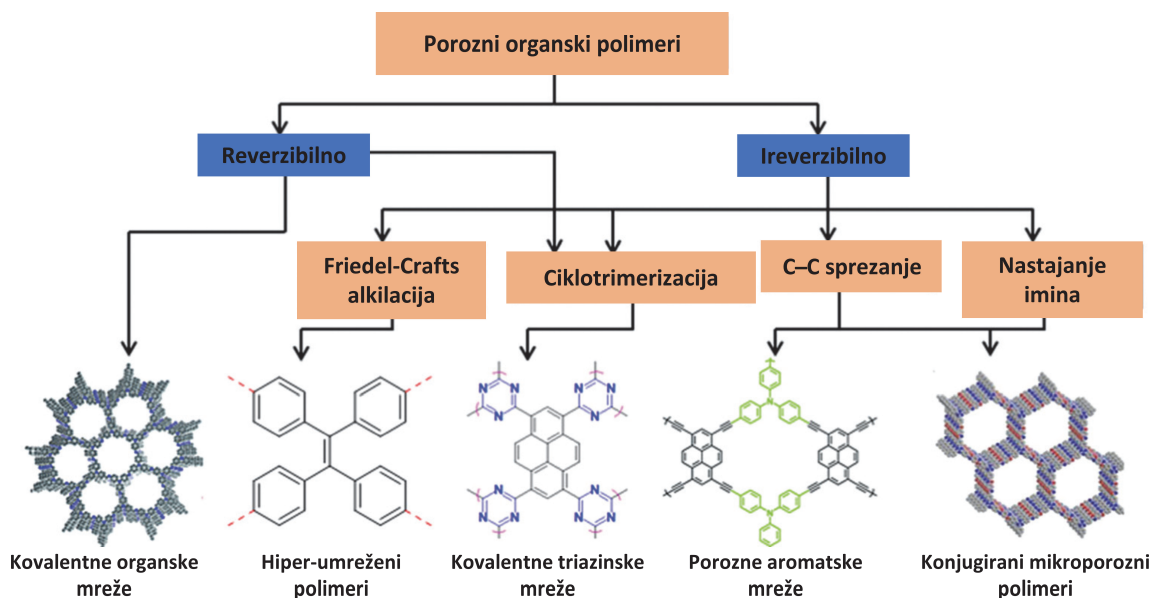 Porozni organski polimeri
Reverzibilno
Ireverzibilno
Friedel-Crafts
alkilacija
Ciklotrimerizacija
C–C sprezanje
Nastajanje
imina
Kovalentne organske
mreže
Hiper-umreženi
polimeri
Kovalentne triazinske
mreže
Porozne aromatske
mreže
Konjugirani mikroporozni
polimeri